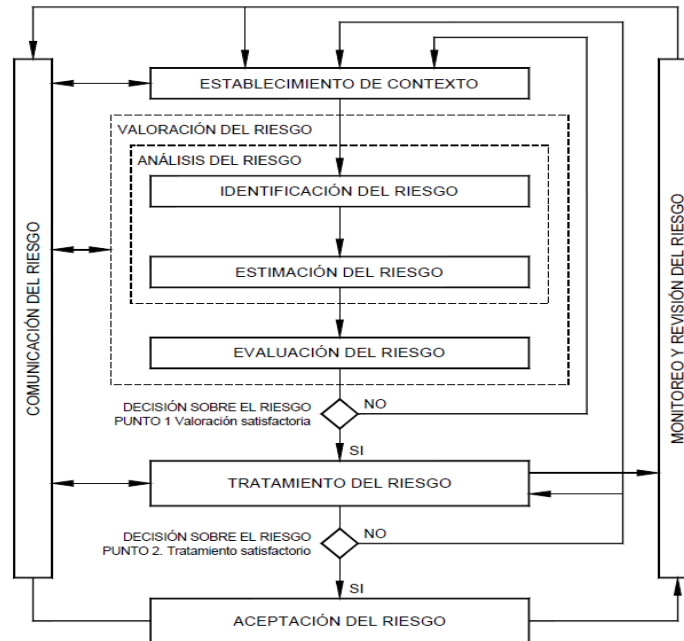 ESTABLECIMIENTO DE CONTEXTO
VALORACIÓN DEL RIESGO
ANÁLISIS DEL RIESGO
IDENTIFICACIÓN DEL RIESGO
ESTIMACIÓN DEL RIESGO
EVALUACIÓN DEL RIESGO
COMUNICACIÓN DEL RIESGO
MONITOREO Y REVISIÓN DEL RIESGO
DECISIÓN SOBRE EL RIESGO
PUNTO 1 Valoración satisfactoria
NO
SI
TRATAMIENTO DEL RIESGO
DECISIÓN SOBRE EL RIESGO
PUNTO 2. Tratamiento satisfactorio
NO
SI
ACEPTACIÓN DEL RIESGO